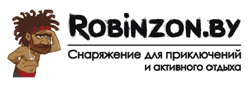 Robinzon.by
Снаряжение для приключений
и активного отдыха